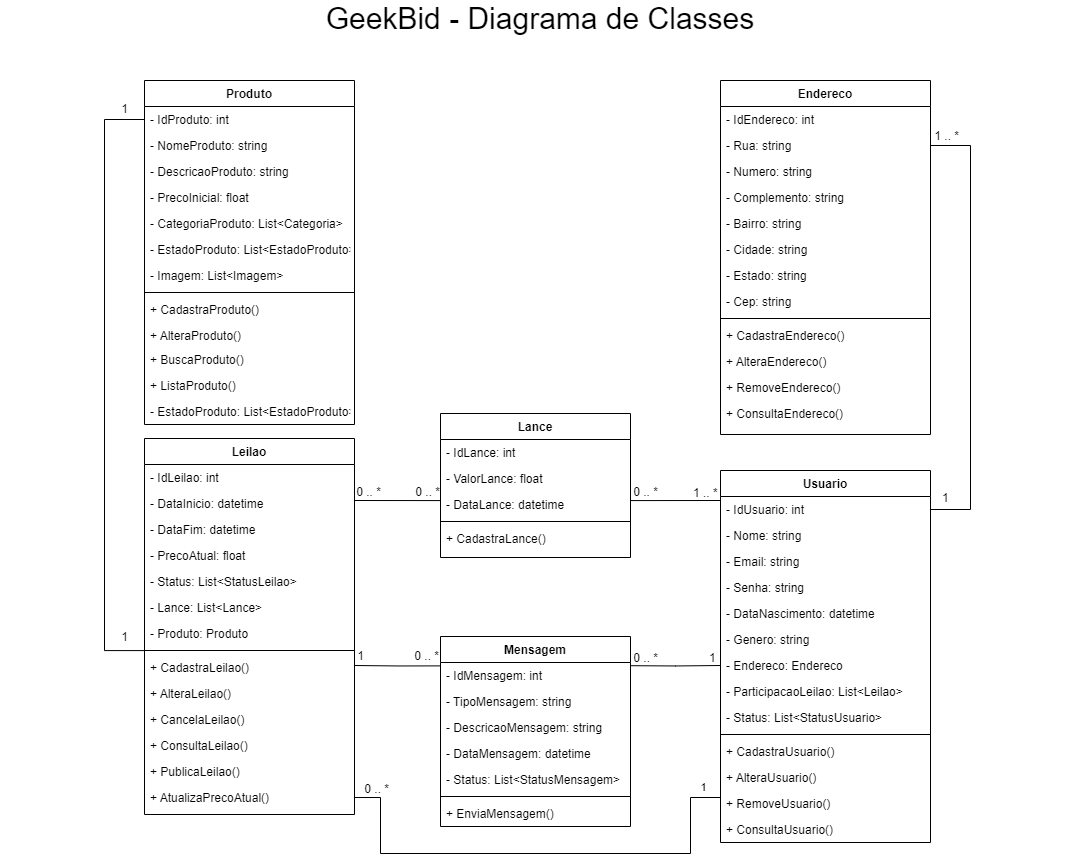 GeekBid - Diagrama de Classes
Produto
- IdProduto: int
- NomeProduto: string
- DescricaoProduto: string
- PrecoInicial: float
- CategoriaProduto: List<Categoria>
- EstadoProduto: List<EstadoProduto>
- Imagem: List<Imagem>
+ CadastraProduto()
+ AlteraProduto()
+ BuscaProduto()
+ ListaProduto()
- EstadoProduto: List<EstadoProduto>
1
1
Endereco
- IdEndereco: int
- Rua: string
- Numero: string
- Complemento: string
- Bairro: string
- Cidade: string
- Estado: string
- Cep: string
+ CadastraEndereco()
+ AlteraEndereco()
+ RemoveEndereco()
+ ConsultaEndereco()
1 .. *
1
Leilao
- IdLeilao: int
- DataInicio: datetime
- DataFim: datetime
- PrecoAtual: float
- Status: List<StatusLeilao>
- Lance: List<Lance>
- Produto: Produto
+ CadastraLeilao()
+ AlteraLeilao()
+ CancelaLeilao()
+ ConsultaLeilao()
+ PublicaLeilao()
+ AtualizaPrecoAtual()
0 .. *
0 .. *
Lance
- IdLance: int
- ValorLance: float
- DataLance: datetime
+ CadastraLance()
0 .. *
1 .. *
1
0 .. *
Mensagem
- IdMensagem: int
- TipoMensagem: string
- DescricaoMensagem: string
- DataMensagem: datetime
- Status: List<StatusMensagem>
+ EnviaMensagem()
0 .. *
1
Usuario
- IdUsuario: int
- Nome: string
- Email: string
- Senha: string
- DataNascimento: datetime
- Genero: string
- Endereco: Endereco
- ParticipacaoLeilao: List<Leilao>
- Status: List<StatusUsuario>
+ CadastraUsuario()
+ AlteraUsuario()
+ RemoveUsuario()
+ ConsultaUsuario()
0 .. *
1